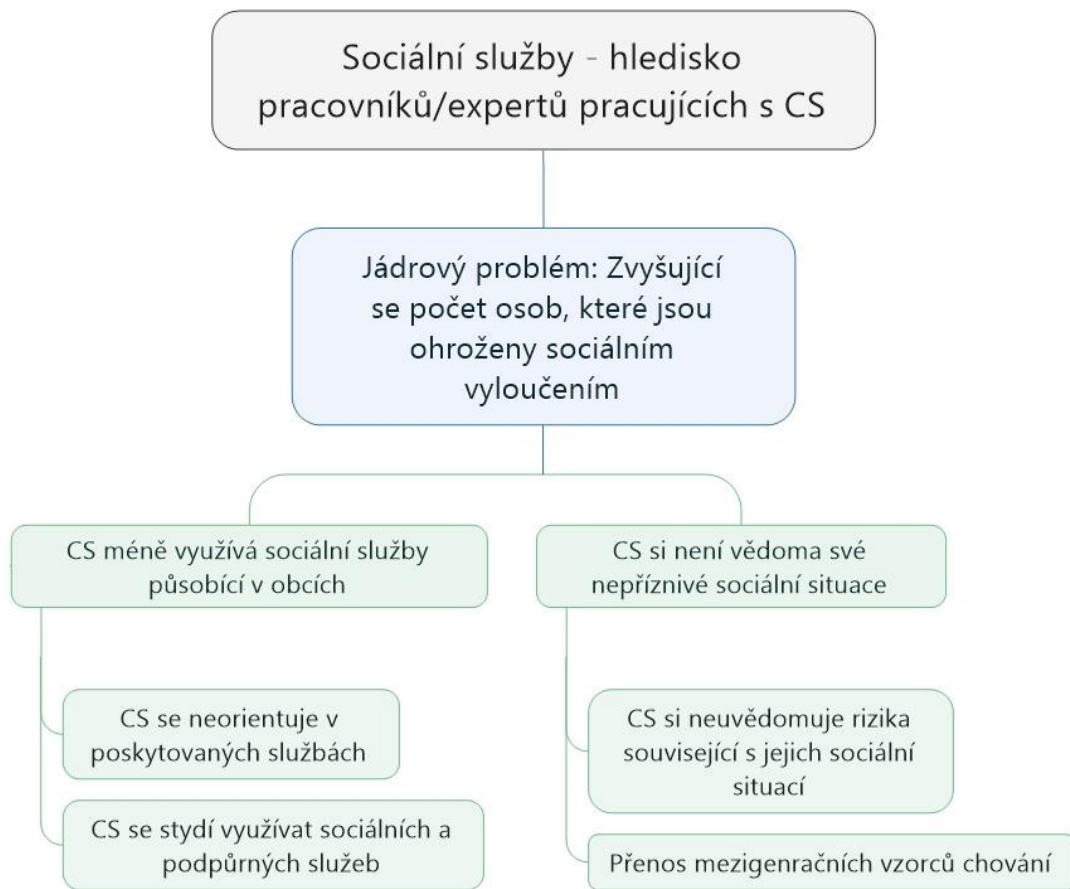 Sociální služby - hledisko
pracovníků/expertů pracujících s CS
Jádrový problém: Zvyšující
se počet osob, které jsou
ohroženy sociálním
vyloučením
CS méně využívá sociální služby
působící v obcích
CS se neorientuje v
poskytovaných službách
CS se stydí využívat sociálních a
podpůrných služeb
CS si není vědoma své
nepříznivé sociální situace
CS si neuvědomuje rizika
související s jejich sociální
situací
Přenos mezigenračních vzorců chování